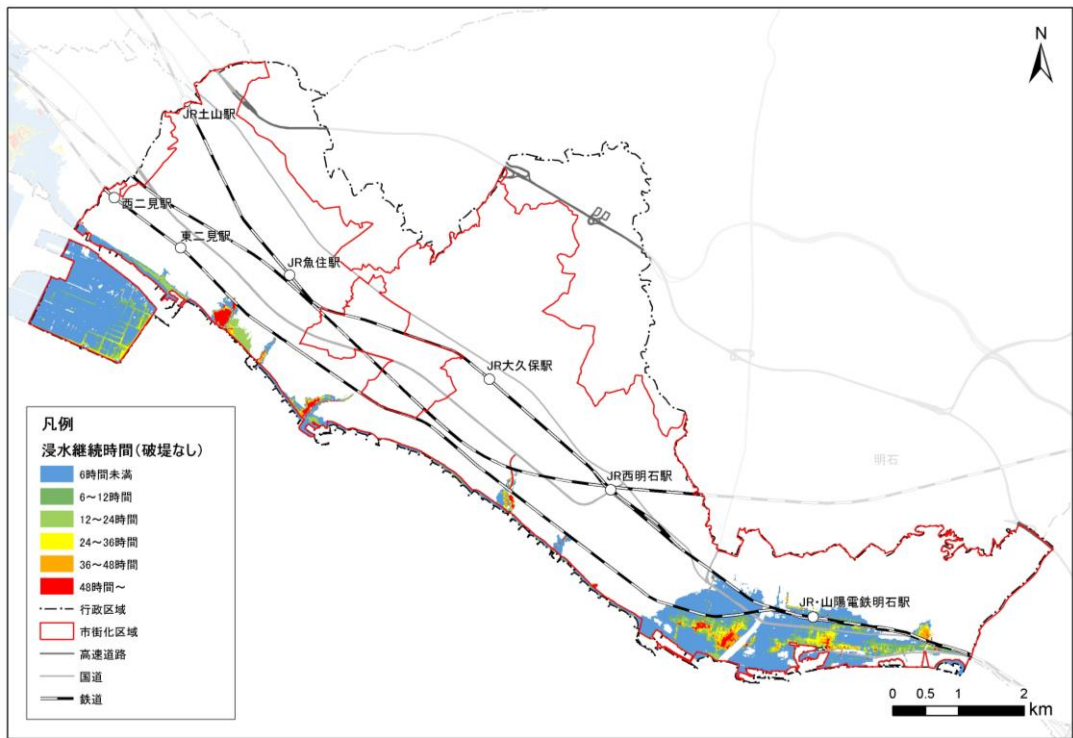 N
JR土山駅
西二見駅
東二見駅
JR魚住駅
JR大久保駅
明石
JR西明石駅
JR・山陽電鉄明石駅
凡例
浸水継続時間(破堤なし)
6時間未満
6～12時間
12～24時間
24～36時間
36～48時間
48時間～
行政区域
市街化区域
高速道路
国道
鉄道
0 0.5 1 2
km